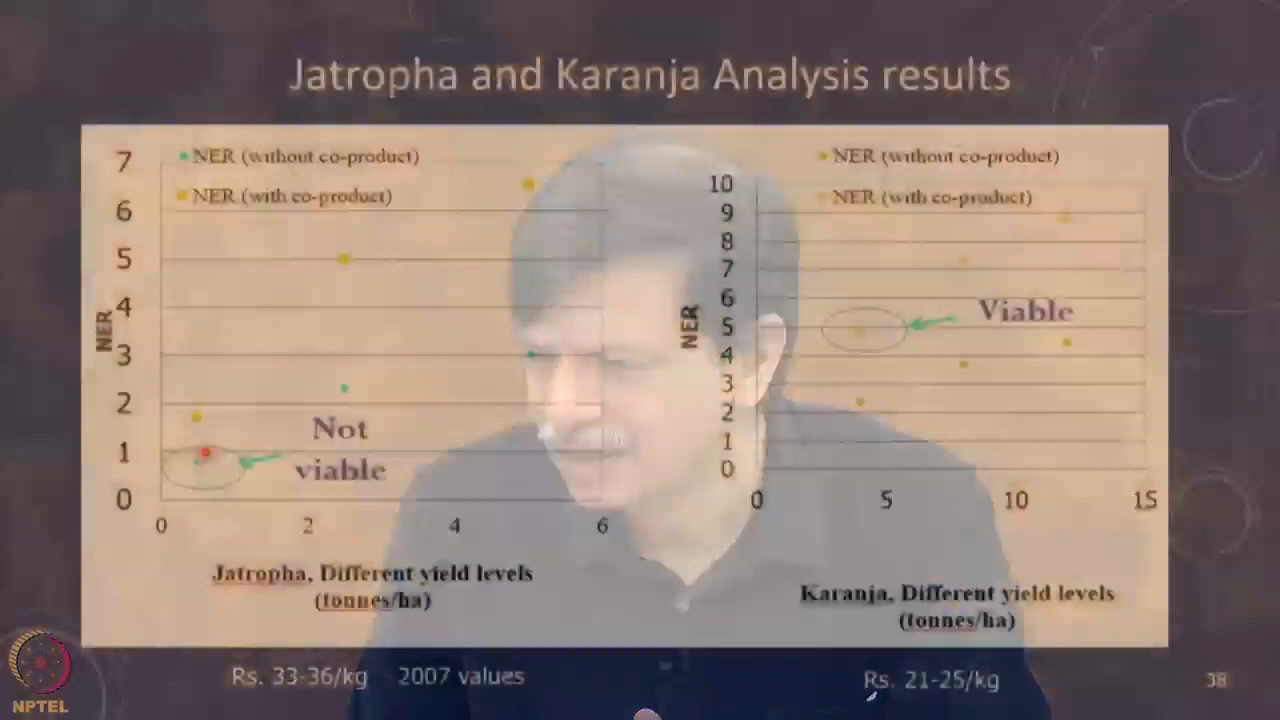 Jatropha and Karanja Analysis results
NER (without co-product)
NER (with co-product)
7
6
5
4
3
2
1
0
NER
Not
viable
0
2
4
6
Jatropha, Different yield levels
(tonnes/ha)
NER (without co-product)
NER (with co-product)
10
9
8
7
6
5
4
3
2
1
0
NER
Viable
0
5
10
15
Karanja, Different yield levels
(tonnes/ha)
Rs. 33-36/kg 2007 values
Rs. 21-25/kg
38
NPTEL